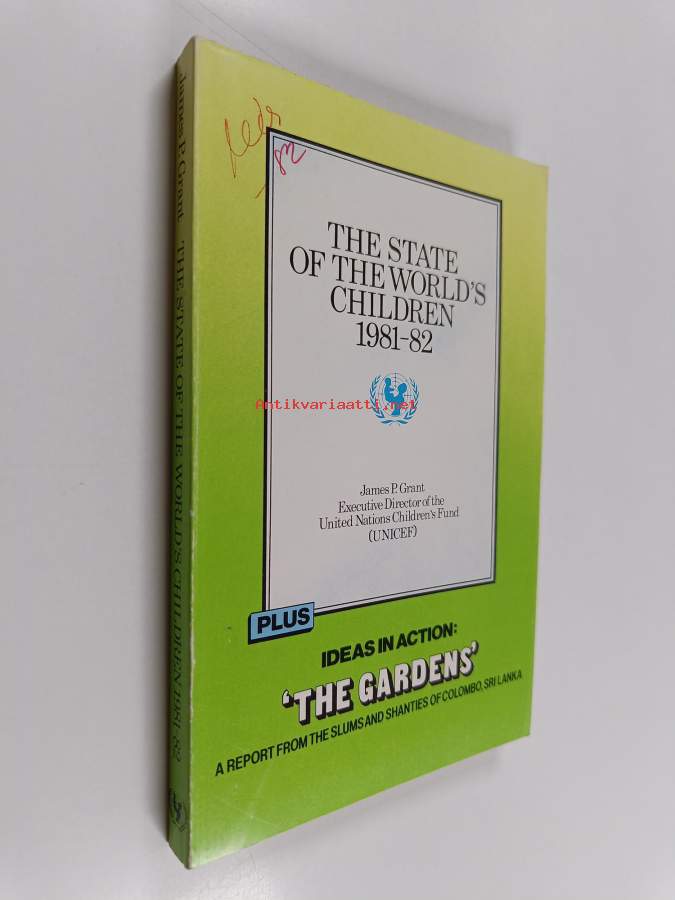 THE STATE
OF THE WORLD'S
CHILDREN
1981-82
Antikvariaatti.net
James P. Grant
Executive Director of the
United Nations Children's Fund
(UNICEF)
PLUS
IDEAS IN ACTION:
'THE GARDENS'
A REPORT FROM THE SLUMS AND SHANTIES OF COLOMBO, SRI LANKA
James P. Grant THE STATE OF THE WORLD'S CHILDREN 1981-82